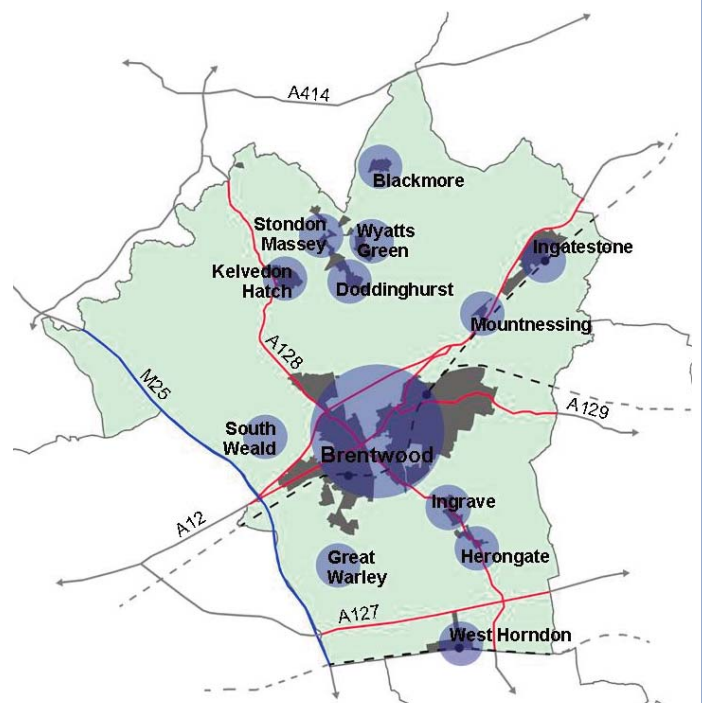 A414
Blackmore
Stondon
Massey
Wyatts
Green
Ingatestone
Kelvedon
Hatch
Doddinghurst
Mountnessing
A128
M25
A129
South
Weald
Brentwood
Ingrave
A12
Herongate
Great
Warley
A127
West Horndon